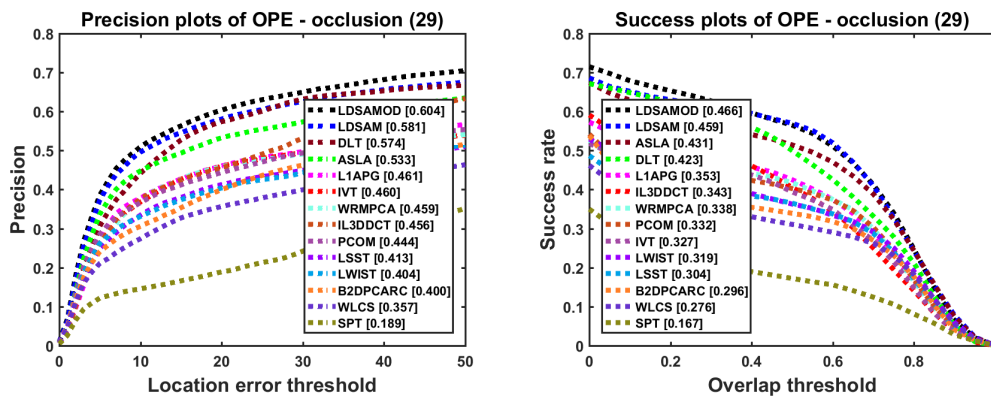 Precision plots of OPE - occlusion (29)
0.8
0.7
0.6
0.5
0.4
0.3
0.2
0.1
0
Precision
LDSAMOD [0.604]
LDSAM [0.581]
DLT [0.574]
ASLA [0.533]
L1APG [0.461]
IVT [0.460]
WRMPCA [0.459]
IL3DDCT [0.456]
PCOM [0.444]
LSST [0.413]
LWIST [0.404]
B2DPCARC [0.400]
WLCS [0.357]
SPT [0.189]
0 10 20 30 40 50
Location error threshold
Success plots of OPE - occlusion (29)
0.8
0.7
0.6
0.5
0.4
0.3
0.2
0.1
0
Success rate
LDSAMOD [0.466]
LDSAM [0.459]
ASLA [0.431]
DLT [0.423]
L1APG [0.353]
IL3DDCT [0.343]
WRMPCA [0.338]
PCOM [0.332]
IVT [0.327]
LWIST [0.319]
LSST [0.304]
B2DPCARC [0.296]
WLCS [0.276]
SPT [0.167]
0 0.2 0.4 0.6 0.8
Overlap threshold